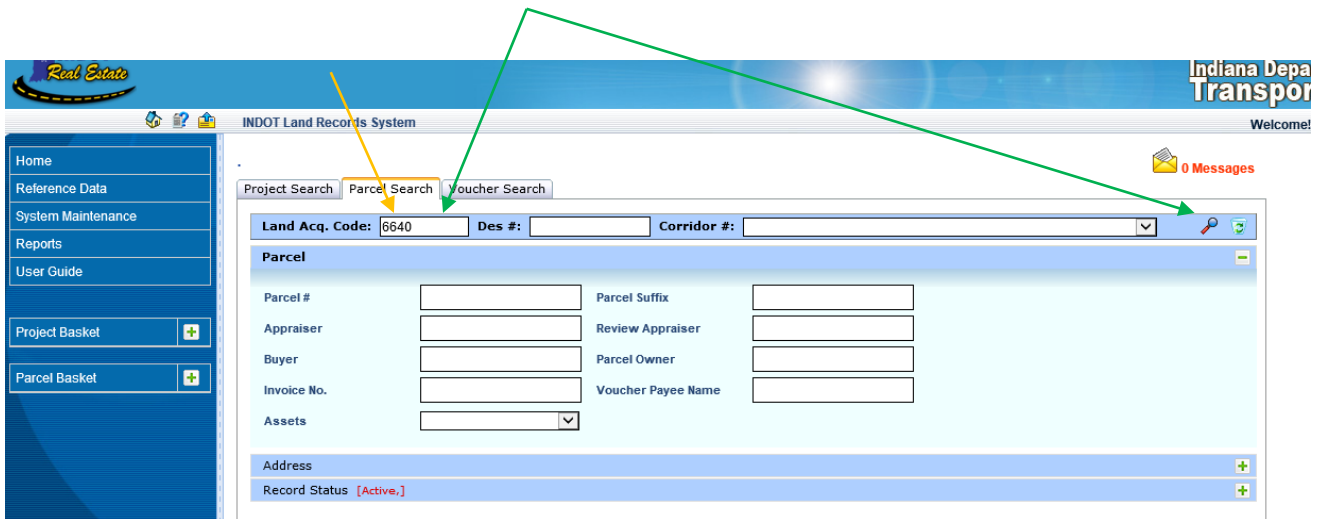 Real Estate
Indiana Depa
Transpor
INDOT Land Records System
Welcome!
Home
Reference Data
System Maintenance
Reports
User Guide
Project Basket
Parcel Basket
.
0 Messages
Project Search Parcel Search Voucher Search
Land Acq. Code: 6640 Des #: Corridor #:
Parcel
Parcel # Parcel Suffix
Appraiser Review Appraiser
Buyer Parcel Owner
Invoice No. Voucher Payee Name
Assets
Address
Record Status [Active,]